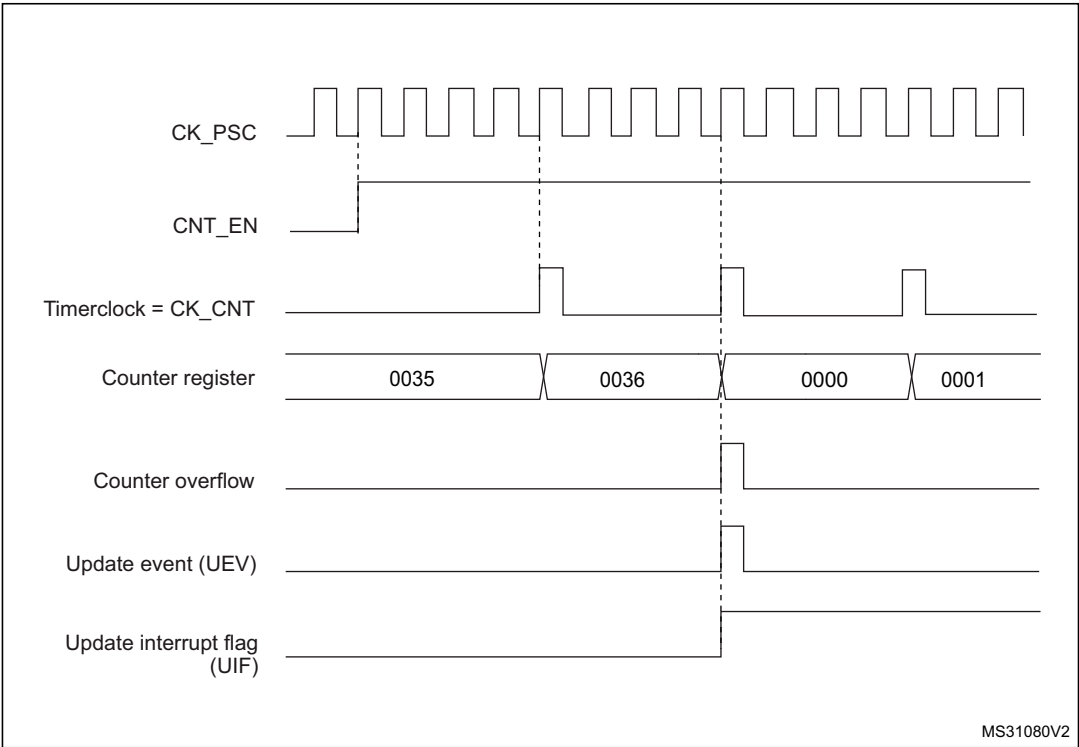 CK_PSC
CNT_EN
Timerclock = CK_CNT
Counter register
0035 0036 0000 0001
Counter overflow
Update event (UEV)
Update interrupt flag
(UIF)
MS31080V2